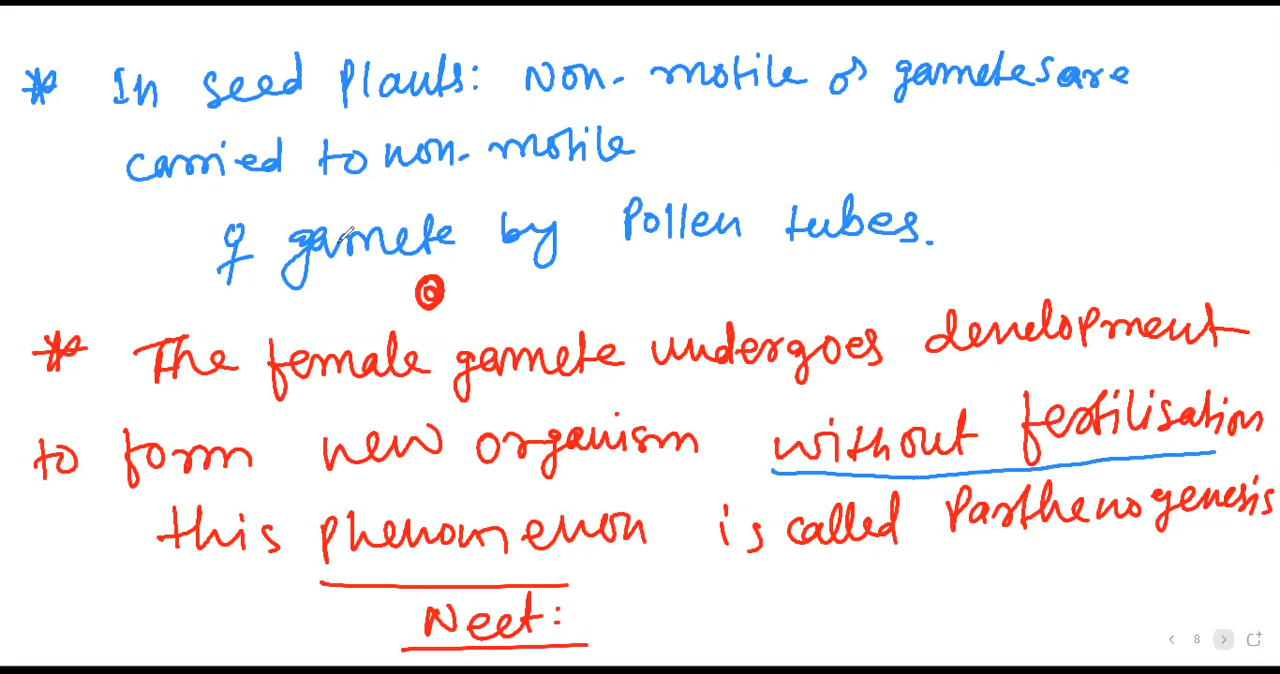 * In seed Plants: Non-motile ♂ gametes are
carried to non-motile
♀ gamete by Pollen tubes.
* The female gamete undergoes development
to form new organism without fertilisation
this phenomenon is called Parthenogenesis
Neet:
8